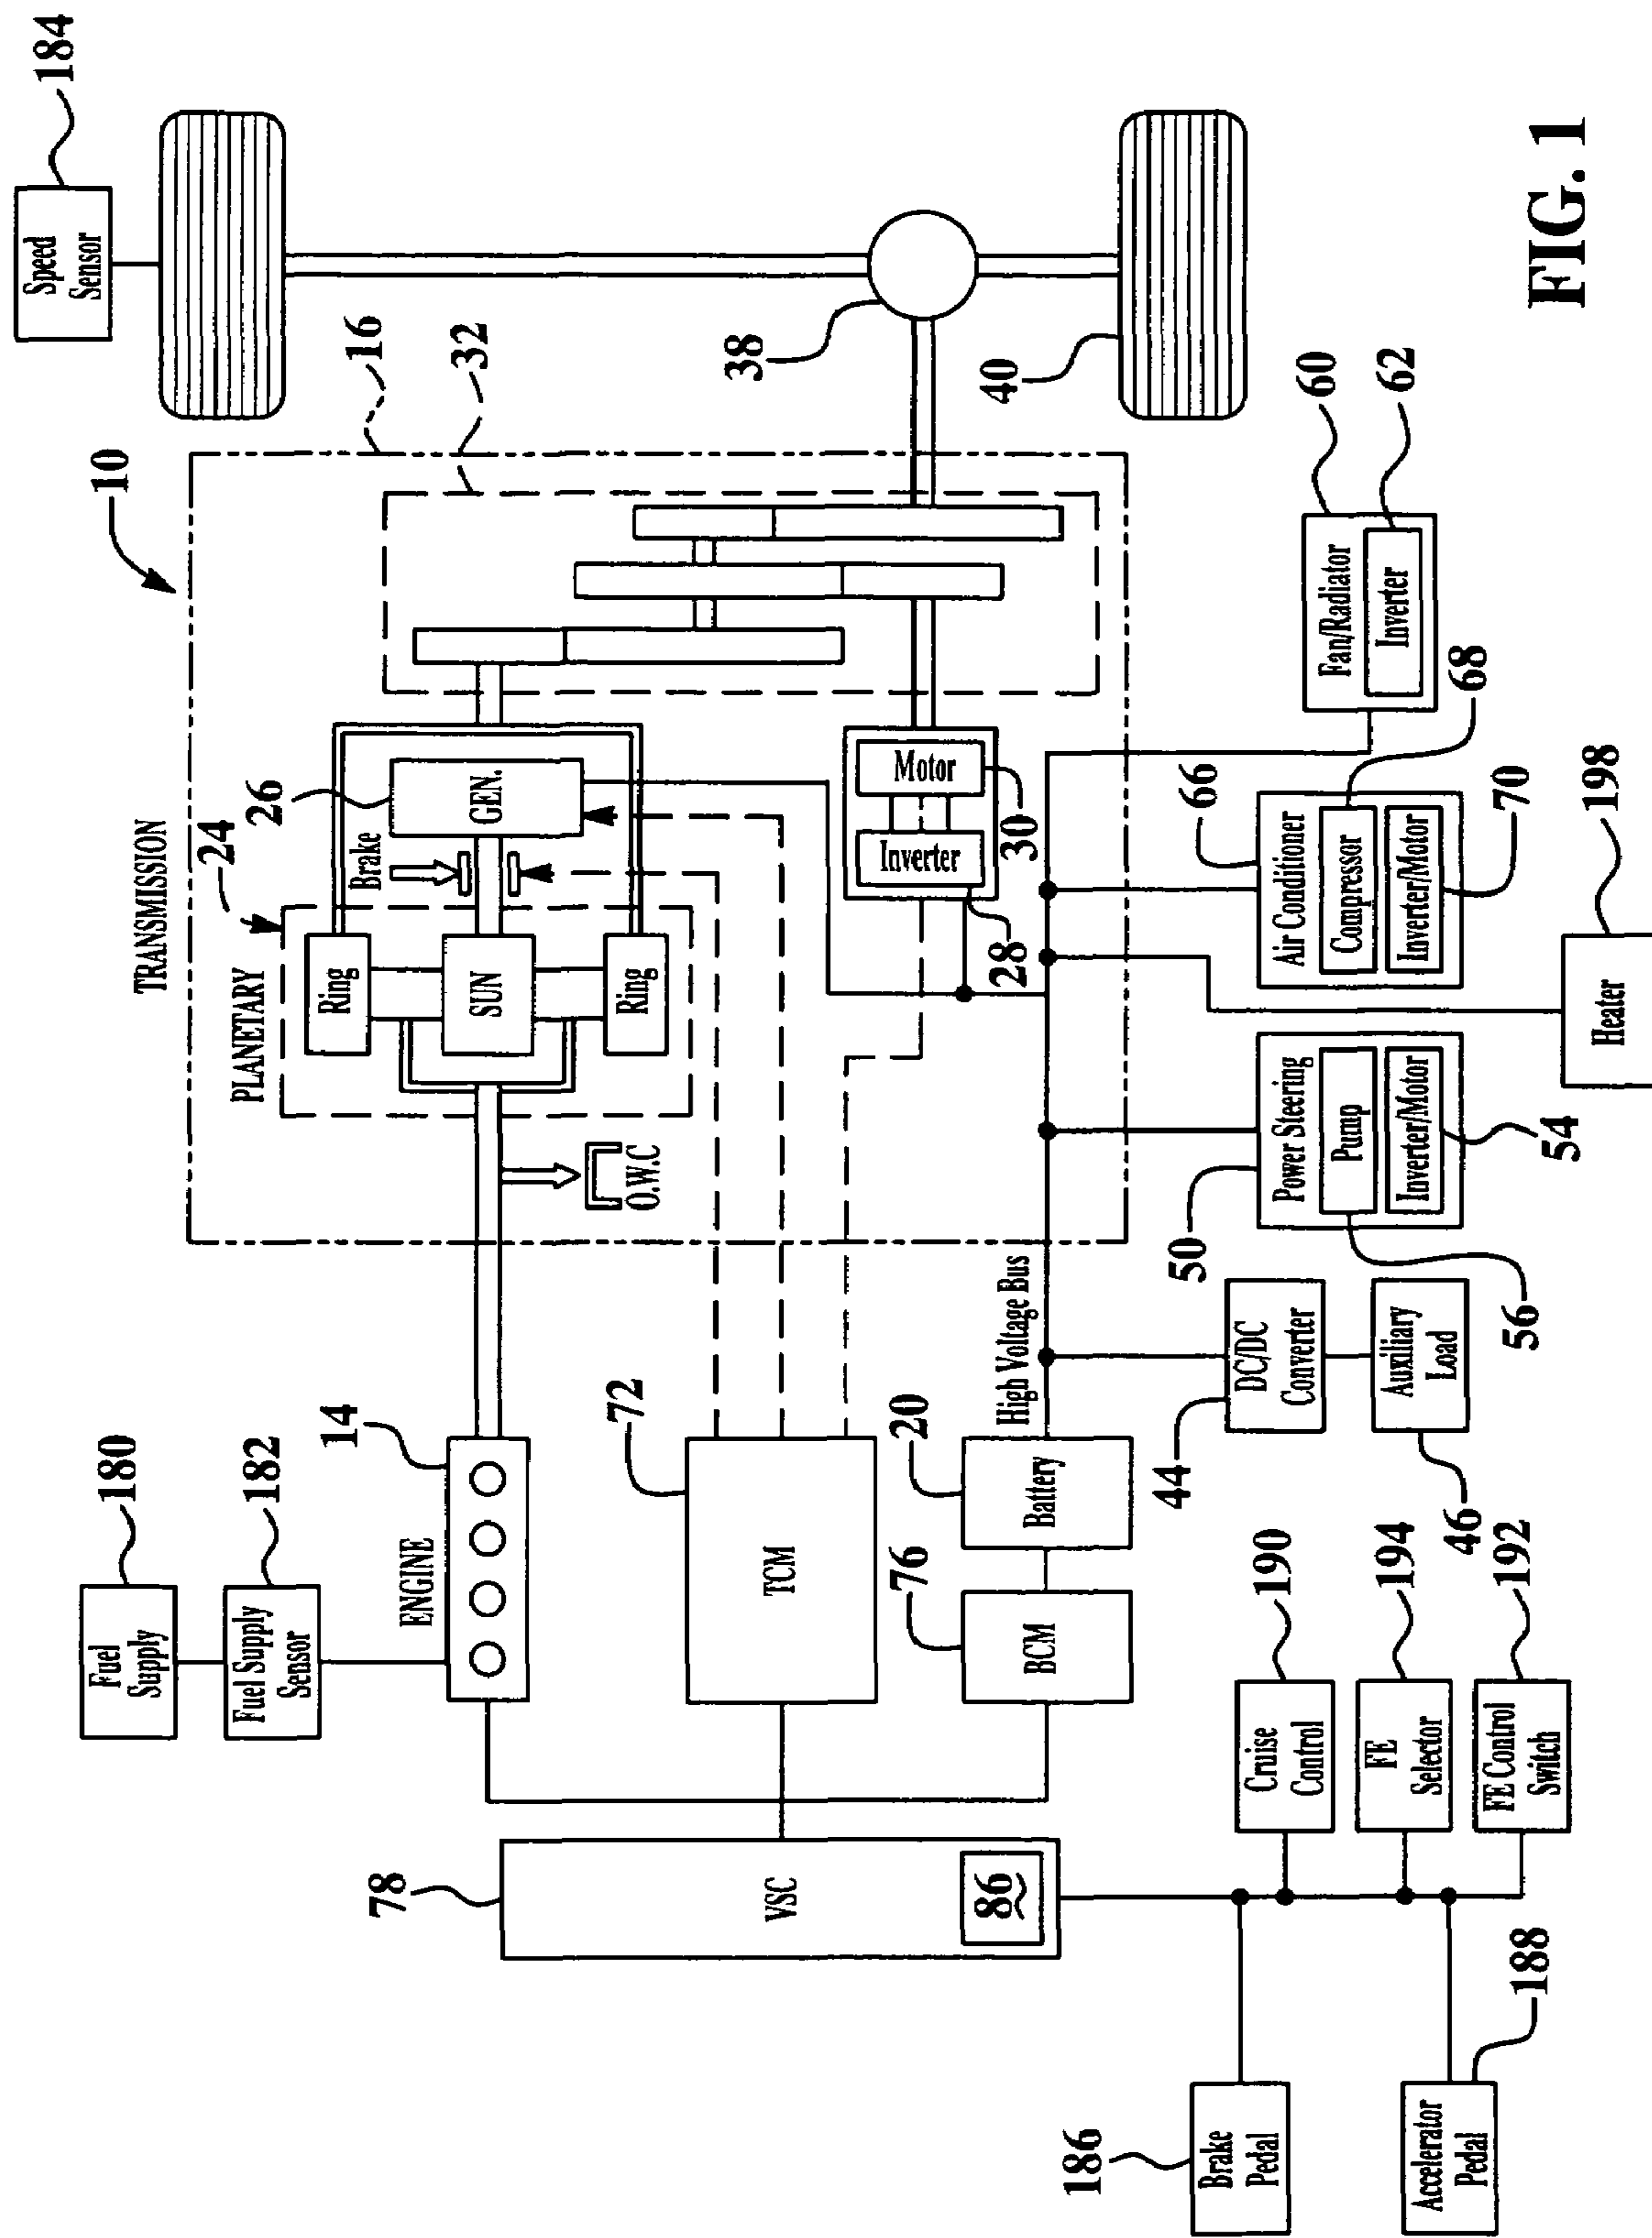 184
Speed
Sensor
10
16
32
38
40
TRANSMISSION
24
26
PLANETARY
Brake
Ring
SUN
Ring
GEN.
O.W.C
Motor
Inverter
30
28
60
62
Fan/Radiator
Inverter
66
68
Air Conditioner
Compressor
Inverter/Motor
70
198
Heater
50
Power Steering
Pump
Inverter/Motor
54
56
180
Fuel
Supply
182
Fuel Supply
Sensor
14
ENGINE
72
TCM
High Voltage Bus
20
Battery
76
BCM
44
DC/DC
Converter
Auxiliary
Load
46
78
VSC
86
190
Cruise
Control
194
FE
Selector
192
FE Control
Switch
186
Brake
Pedal
188
Accelerator
Pedal
FIG. 1